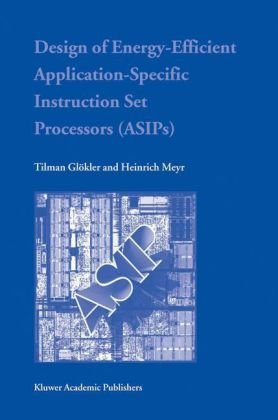 Design of Energy-Efficient
Application-Specific
Instruction Set
Processors (ASIPs)
Tilman Glökler and Heinrich Meyr
ASIP
Kluwer Academic Publishers